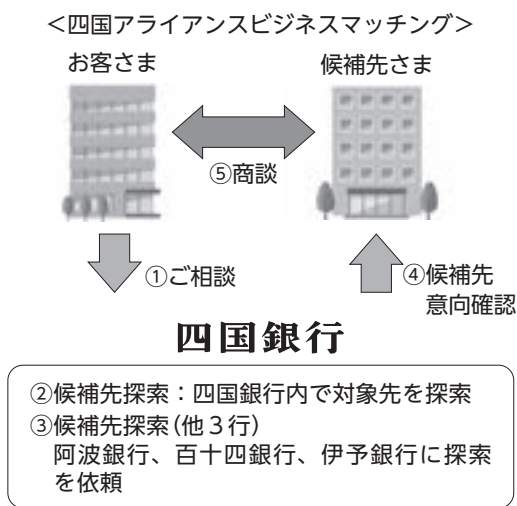 <四国アライアンスビジネスマッチング>
お客さま
候補先さま
⑤商談
①ご相談
④候補先
意向確認
四国銀行
②候補先探索：四国銀行内で対象先を探索
③候補先探索(他３行)
阿波銀行、百十四銀行、伊予銀行に探索
を依頼